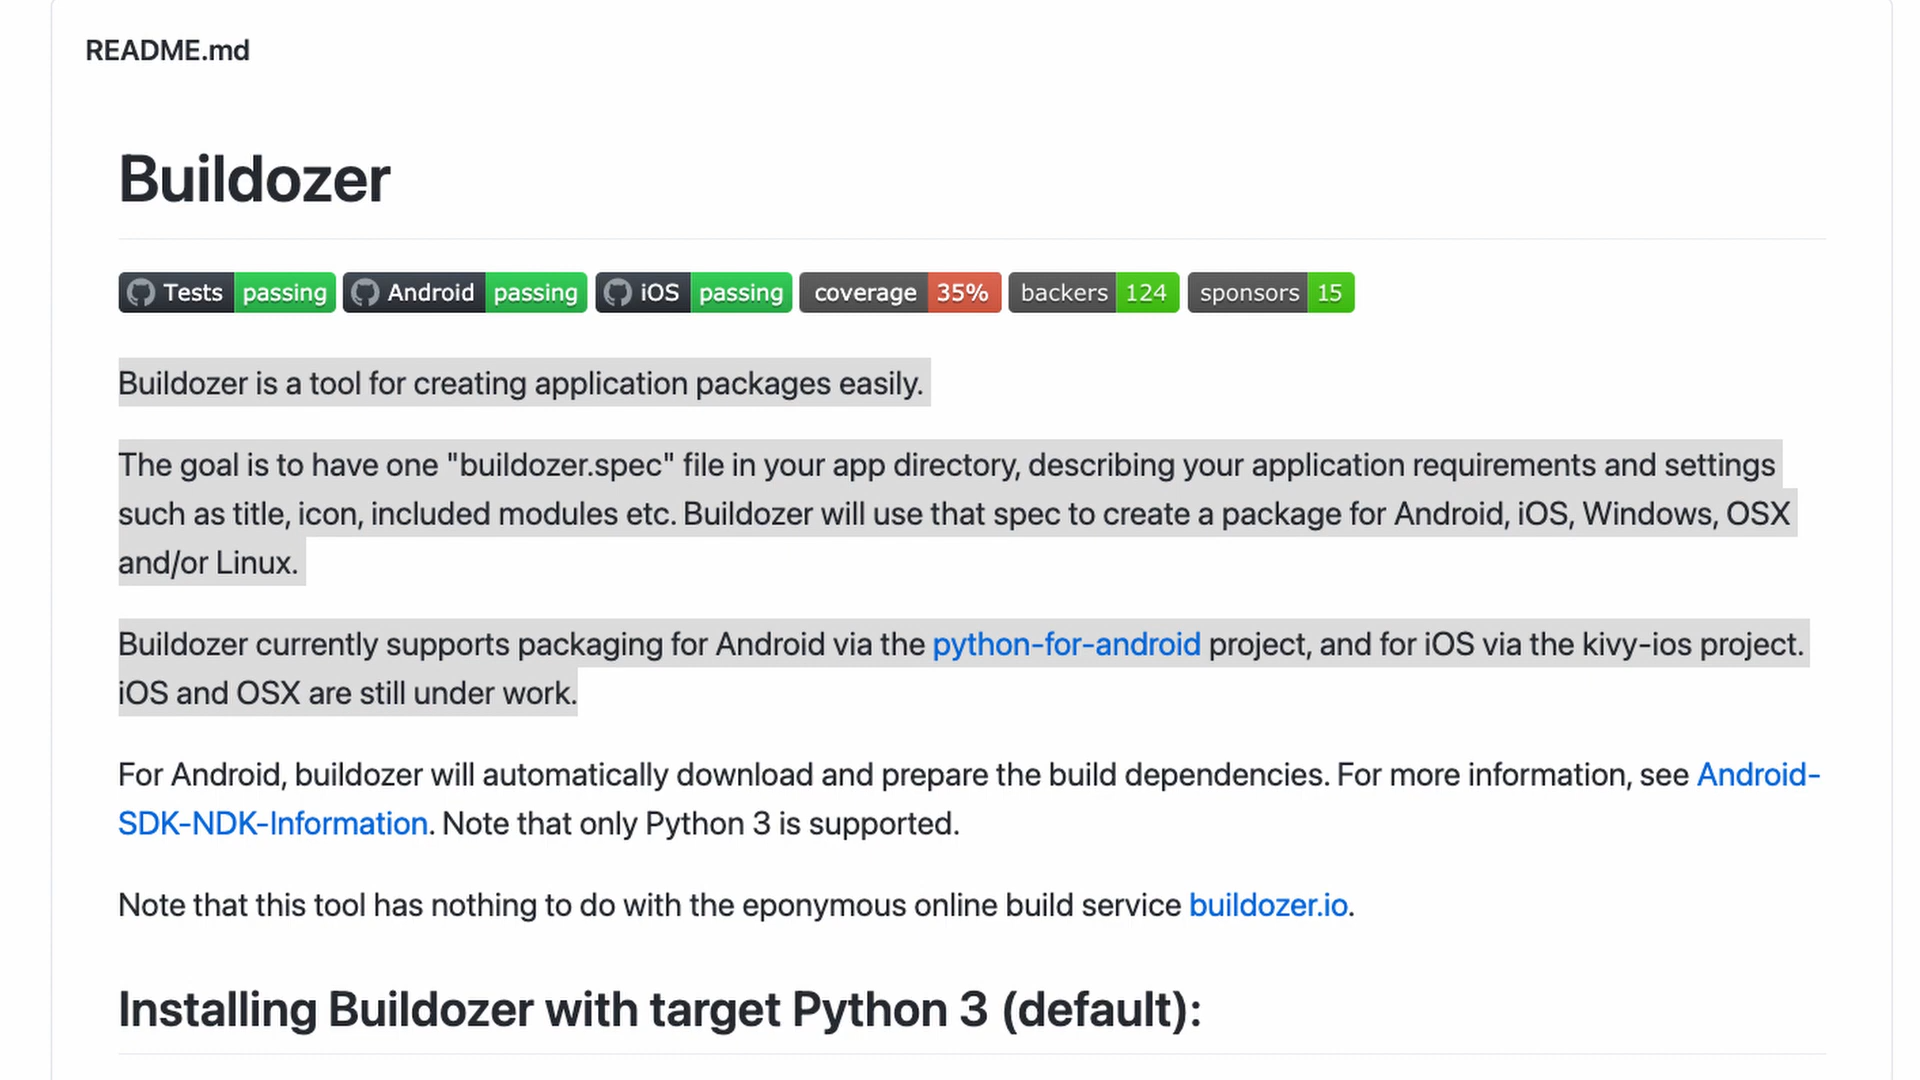 README.md
Buildozer
Tests passing Android passing iOS passing coverage 35% backers 124 sponsors 15
Buildozer is a tool for creating application packages easily.
The goal is to have one "buildozer.spec" file in your app directory, describing your application requirements and settings
such as title, icon, included modules etc. Buildozer will use that spec to create a package for Android, iOS, Windows, OSX
and/or Linux.
Buildozer currently supports packaging for Android via the python-for-android project, and for iOS via the kivy-ios project.
iOS and OSX are still under work.
For Android, buildozer will automatically download and prepare the build dependencies. For more information, see Android-
SDK-NDK-Information. Note that only Python 3 is supported.
Note that this tool has nothing to do with the eponymous online build service buildozer.io.
Installing Buildozer with target Python 3 (default):